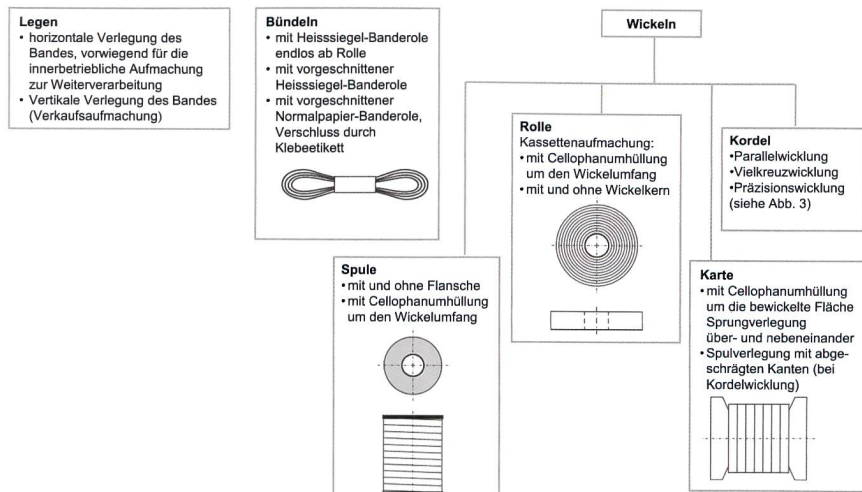 Legen
• horizontale Verlegung des
Bandes, vorwiegend für die
innerbetriebliche Aufmachung
zur Weiterverarbeitung
• Vertikale Verlegung des Bandes
(Verkaufsaufmachung)
Bündeln
• mit Heisssiegel-Banderole
endlos ab Rolle
• mit vorgeschnittener
Heisssiegel-Banderole
• mit vorgeschnittener
Normalpapier-Banderole,
Verschluss durch
Klebeetikett
Wickeln
Spule
• mit und ohne Flansche
• mit Cellophanumhüllung
um den Wickelumfang
Rolle
Kassettenaufmachung:
• mit Cellophanumhüllung
um den Wickelumfang
• mit und ohne Wickelkern
Kordel
•Parallelwicklung
•Vielkreuzwicklung
•Präzisionswicklung
(siehe Abb. 3)
Karte
• mit Cellophanumhüllung
um die bewickelte Fläche
Sprungverlegung
über- und nebeneinander
• Spulverlegung mit abge-
schrägten Kanten (bei
Kordelwicklung)